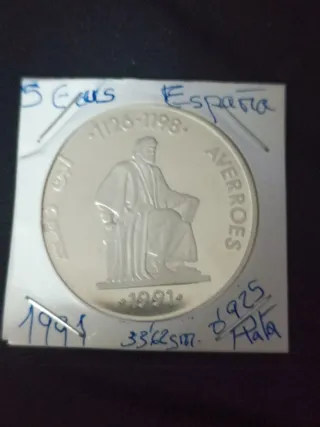 5 Ecus España
·1126-1198·
AVERROES
·1991·
1991 33'62 gm. 0'925
Plata